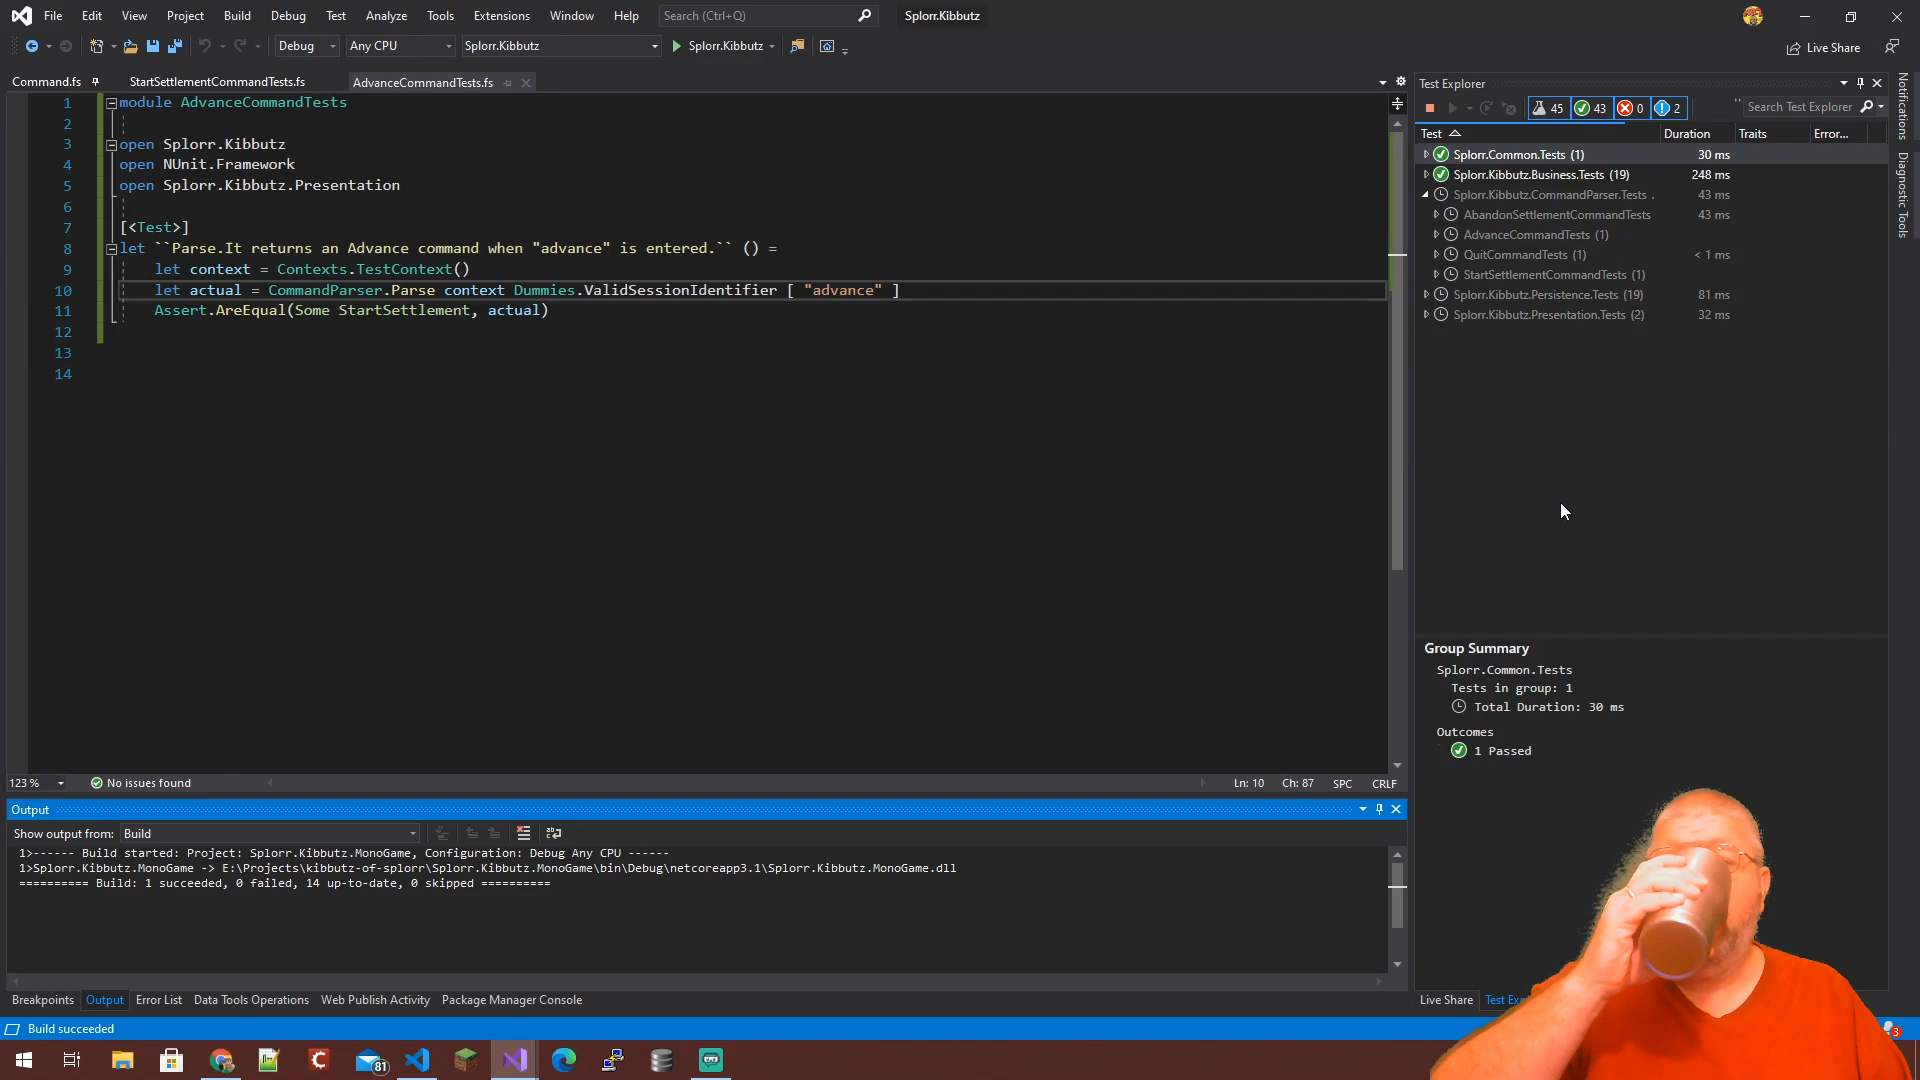 File Edit View Project Build Debug Test Analyze Tools Extensions Window Help Search (Ctrl+Q) Splorr.Kibbutz
Debug Any CPU Splorr.Kibbutz Splorr.Kibbutz Live Share
Command.fs StartSettlementCommandTests.fs AdvanceCommandTests.fs
1 module AdvanceCommandTests
2
3 open Splorr.Kibbutz
4 open NUnit.Framework
5 open Splorr.Kibbutz.Presentation
6
7 [<Test>]
8 let ``Parse.It returns an Advance command when "advance" is entered.`` () =
9 let context = Contexts.TestContext()
10 let actual = CommandParser.Parse context Dummies.ValidSessionIdentifier [ "advance" ]
11 Assert.AreEqual(Some StartSettlement, actual)
12
13
14
123 % No issues found Ln: 10 Ch: 87 SPC CRLF
Output
Show output from: Build
1>------ Build started: Project: Splorr.Kibbutz.MonoGame, Configuration: Debug Any CPU ------
1>Splorr.Kibbutz.MonoGame -> E:\Projects\kibbutz-of-splorr\Splorr.Kibbutz.MonoGame\bin\Debug\netcoreapp3.1\Splorr.Kibbutz.MonoGame.dll
========== Build: 1 succeeded, 0 failed, 14 up-to-date, 0 skipped ==========
Breakpoints Output Error List Data Tools Operations Web Publish Activity Package Manager Console
Build succeeded
81
Test Explorer
45 43 0 2 Search Test Explorer
Test Duration Traits Error...
Splorr.Common.Tests (1) 30 ms
Splorr.Kibbutz.Business.Tests (19) 248 ms
Splorr.Kibbutz.CommandParser.Tests . 43 ms
AbandonSettlementCommandTests 43 ms
AdvanceCommandTests (1)
QuitCommandTests (1) < 1 ms
StartSettlementCommandTests (1)
Splorr.Kibbutz.Persistence.Tests (19) 81 ms
Splorr.Kibbutz.Presentation.Tests (2) 32 ms
Group Summary
Splorr.Common.Tests
Tests in group: 1
Total Duration: 30 ms
Outcomes
1 Passed
Live Share Test Exp
3
Notifications
Diagnostic Tools